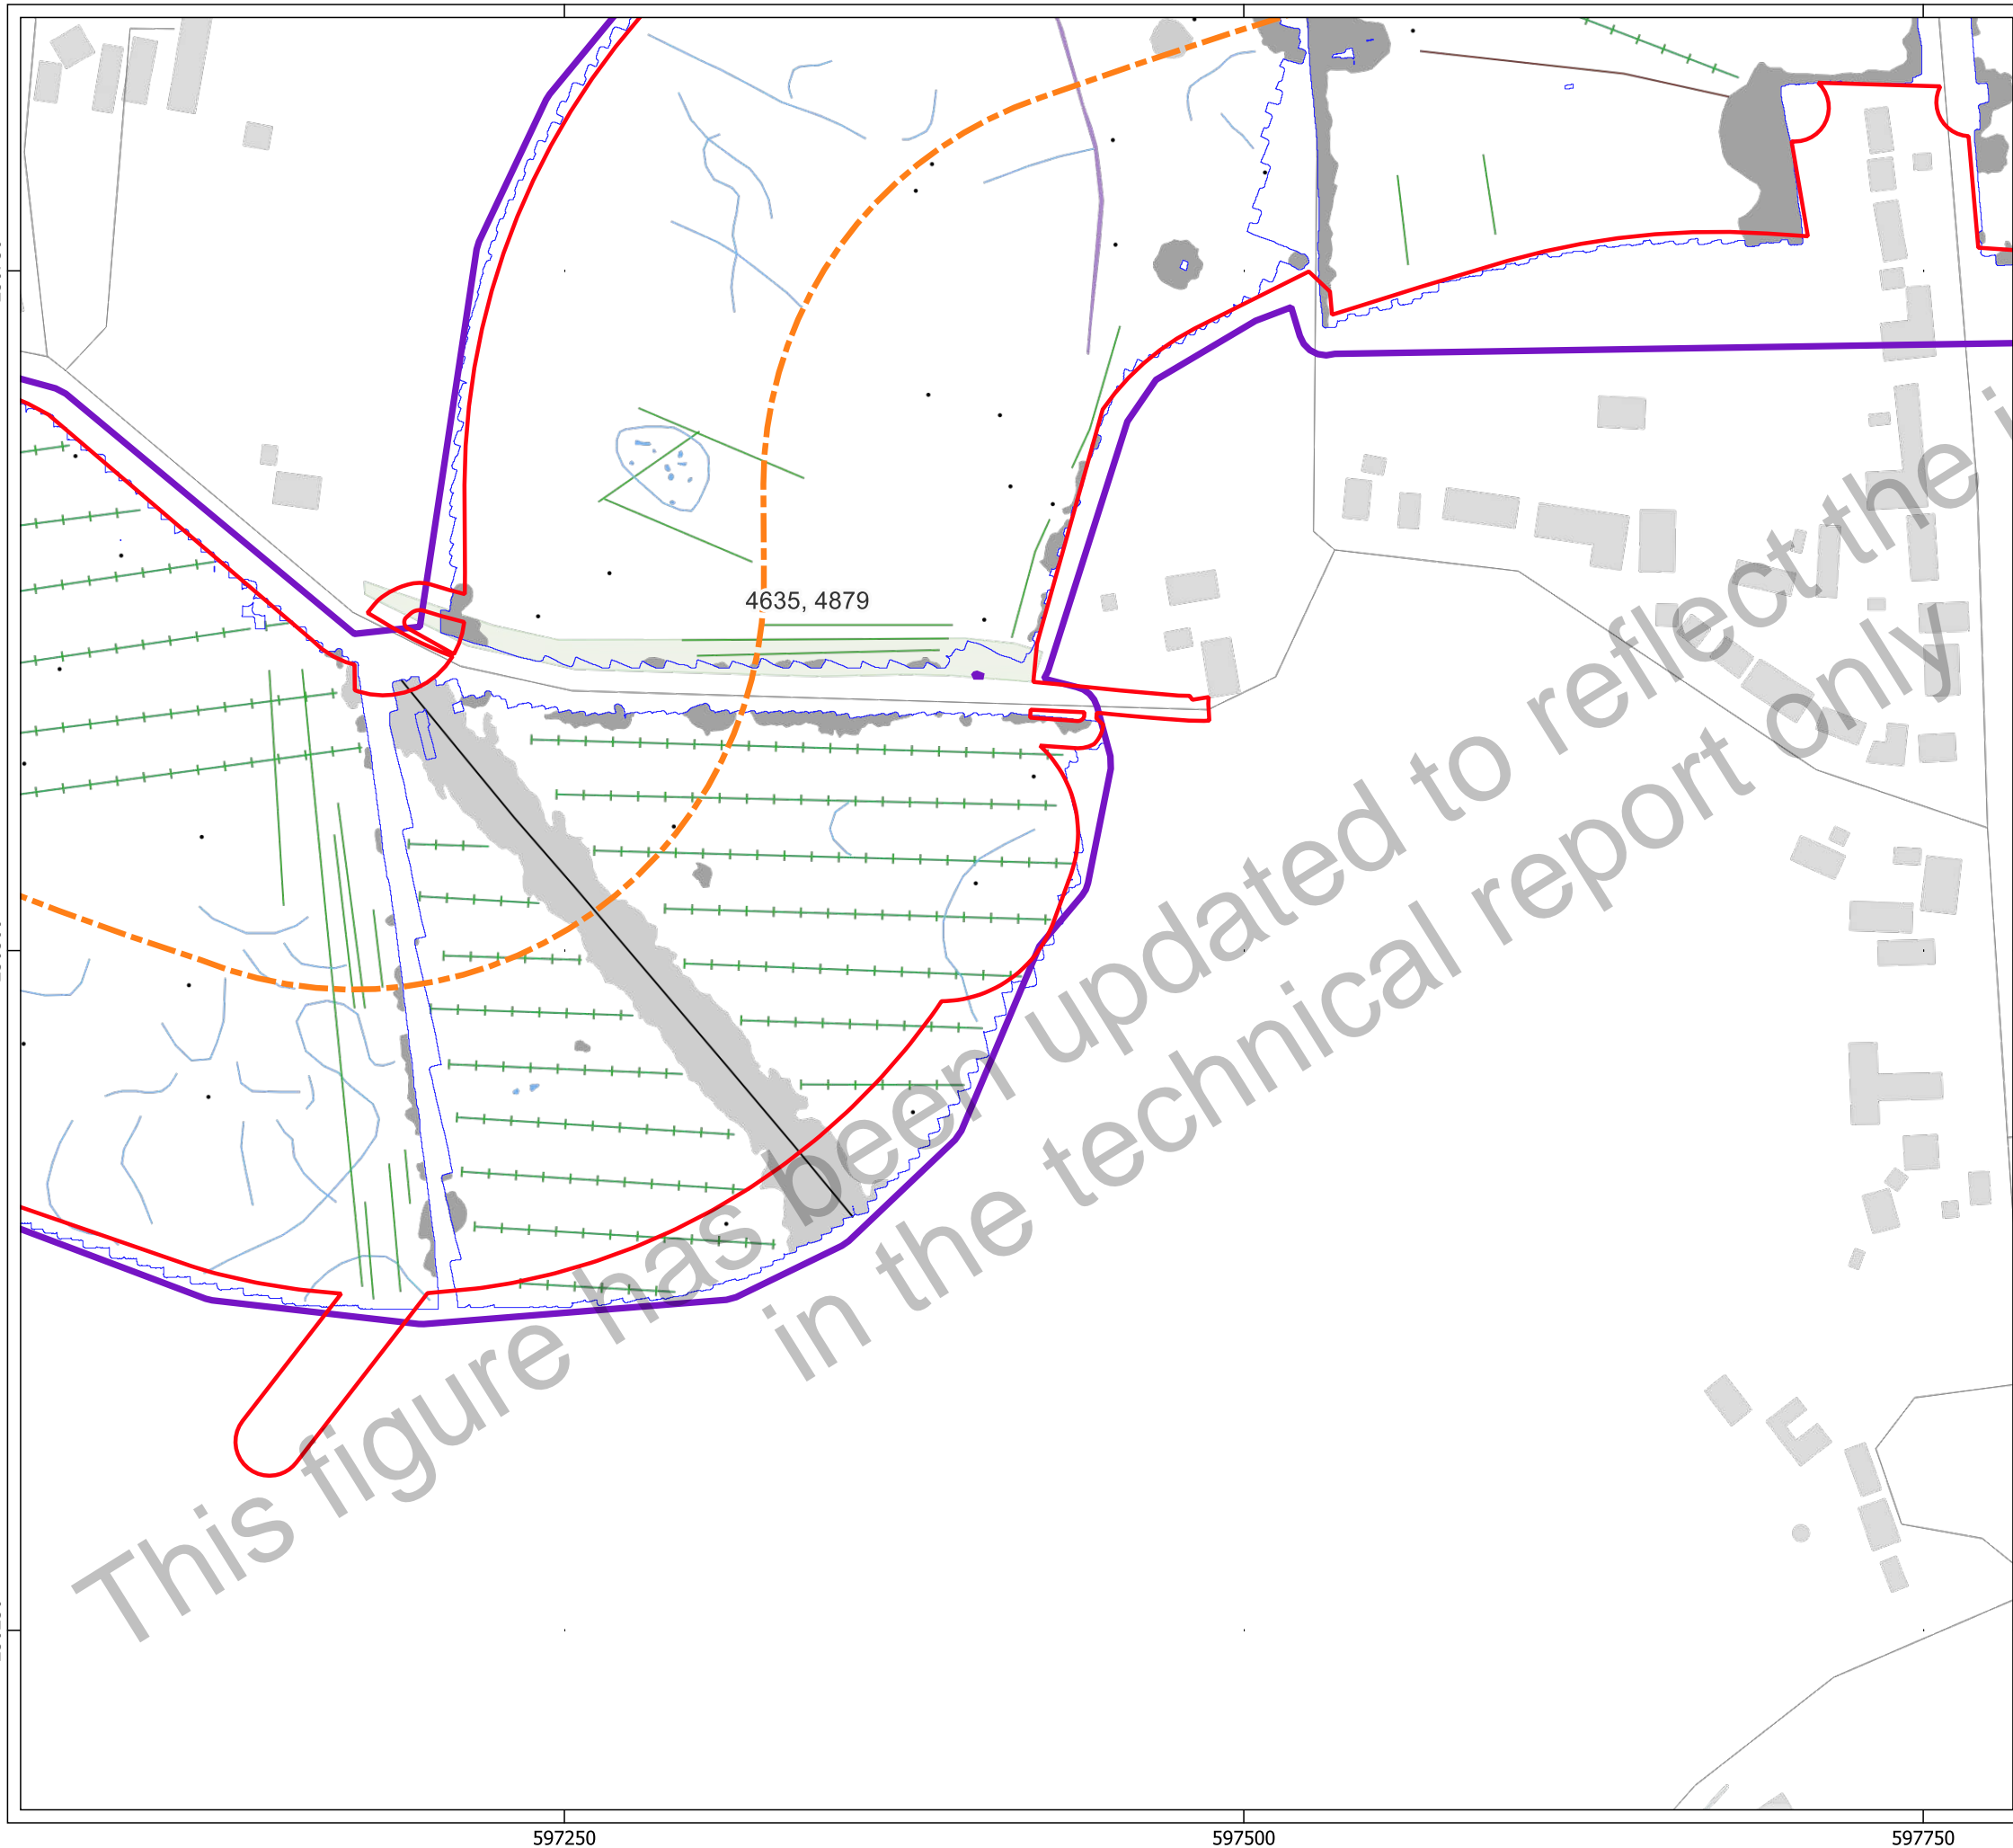 4635, 4879
This figure has been updated to reflect the i
in the technical report only
597250
597500
597750